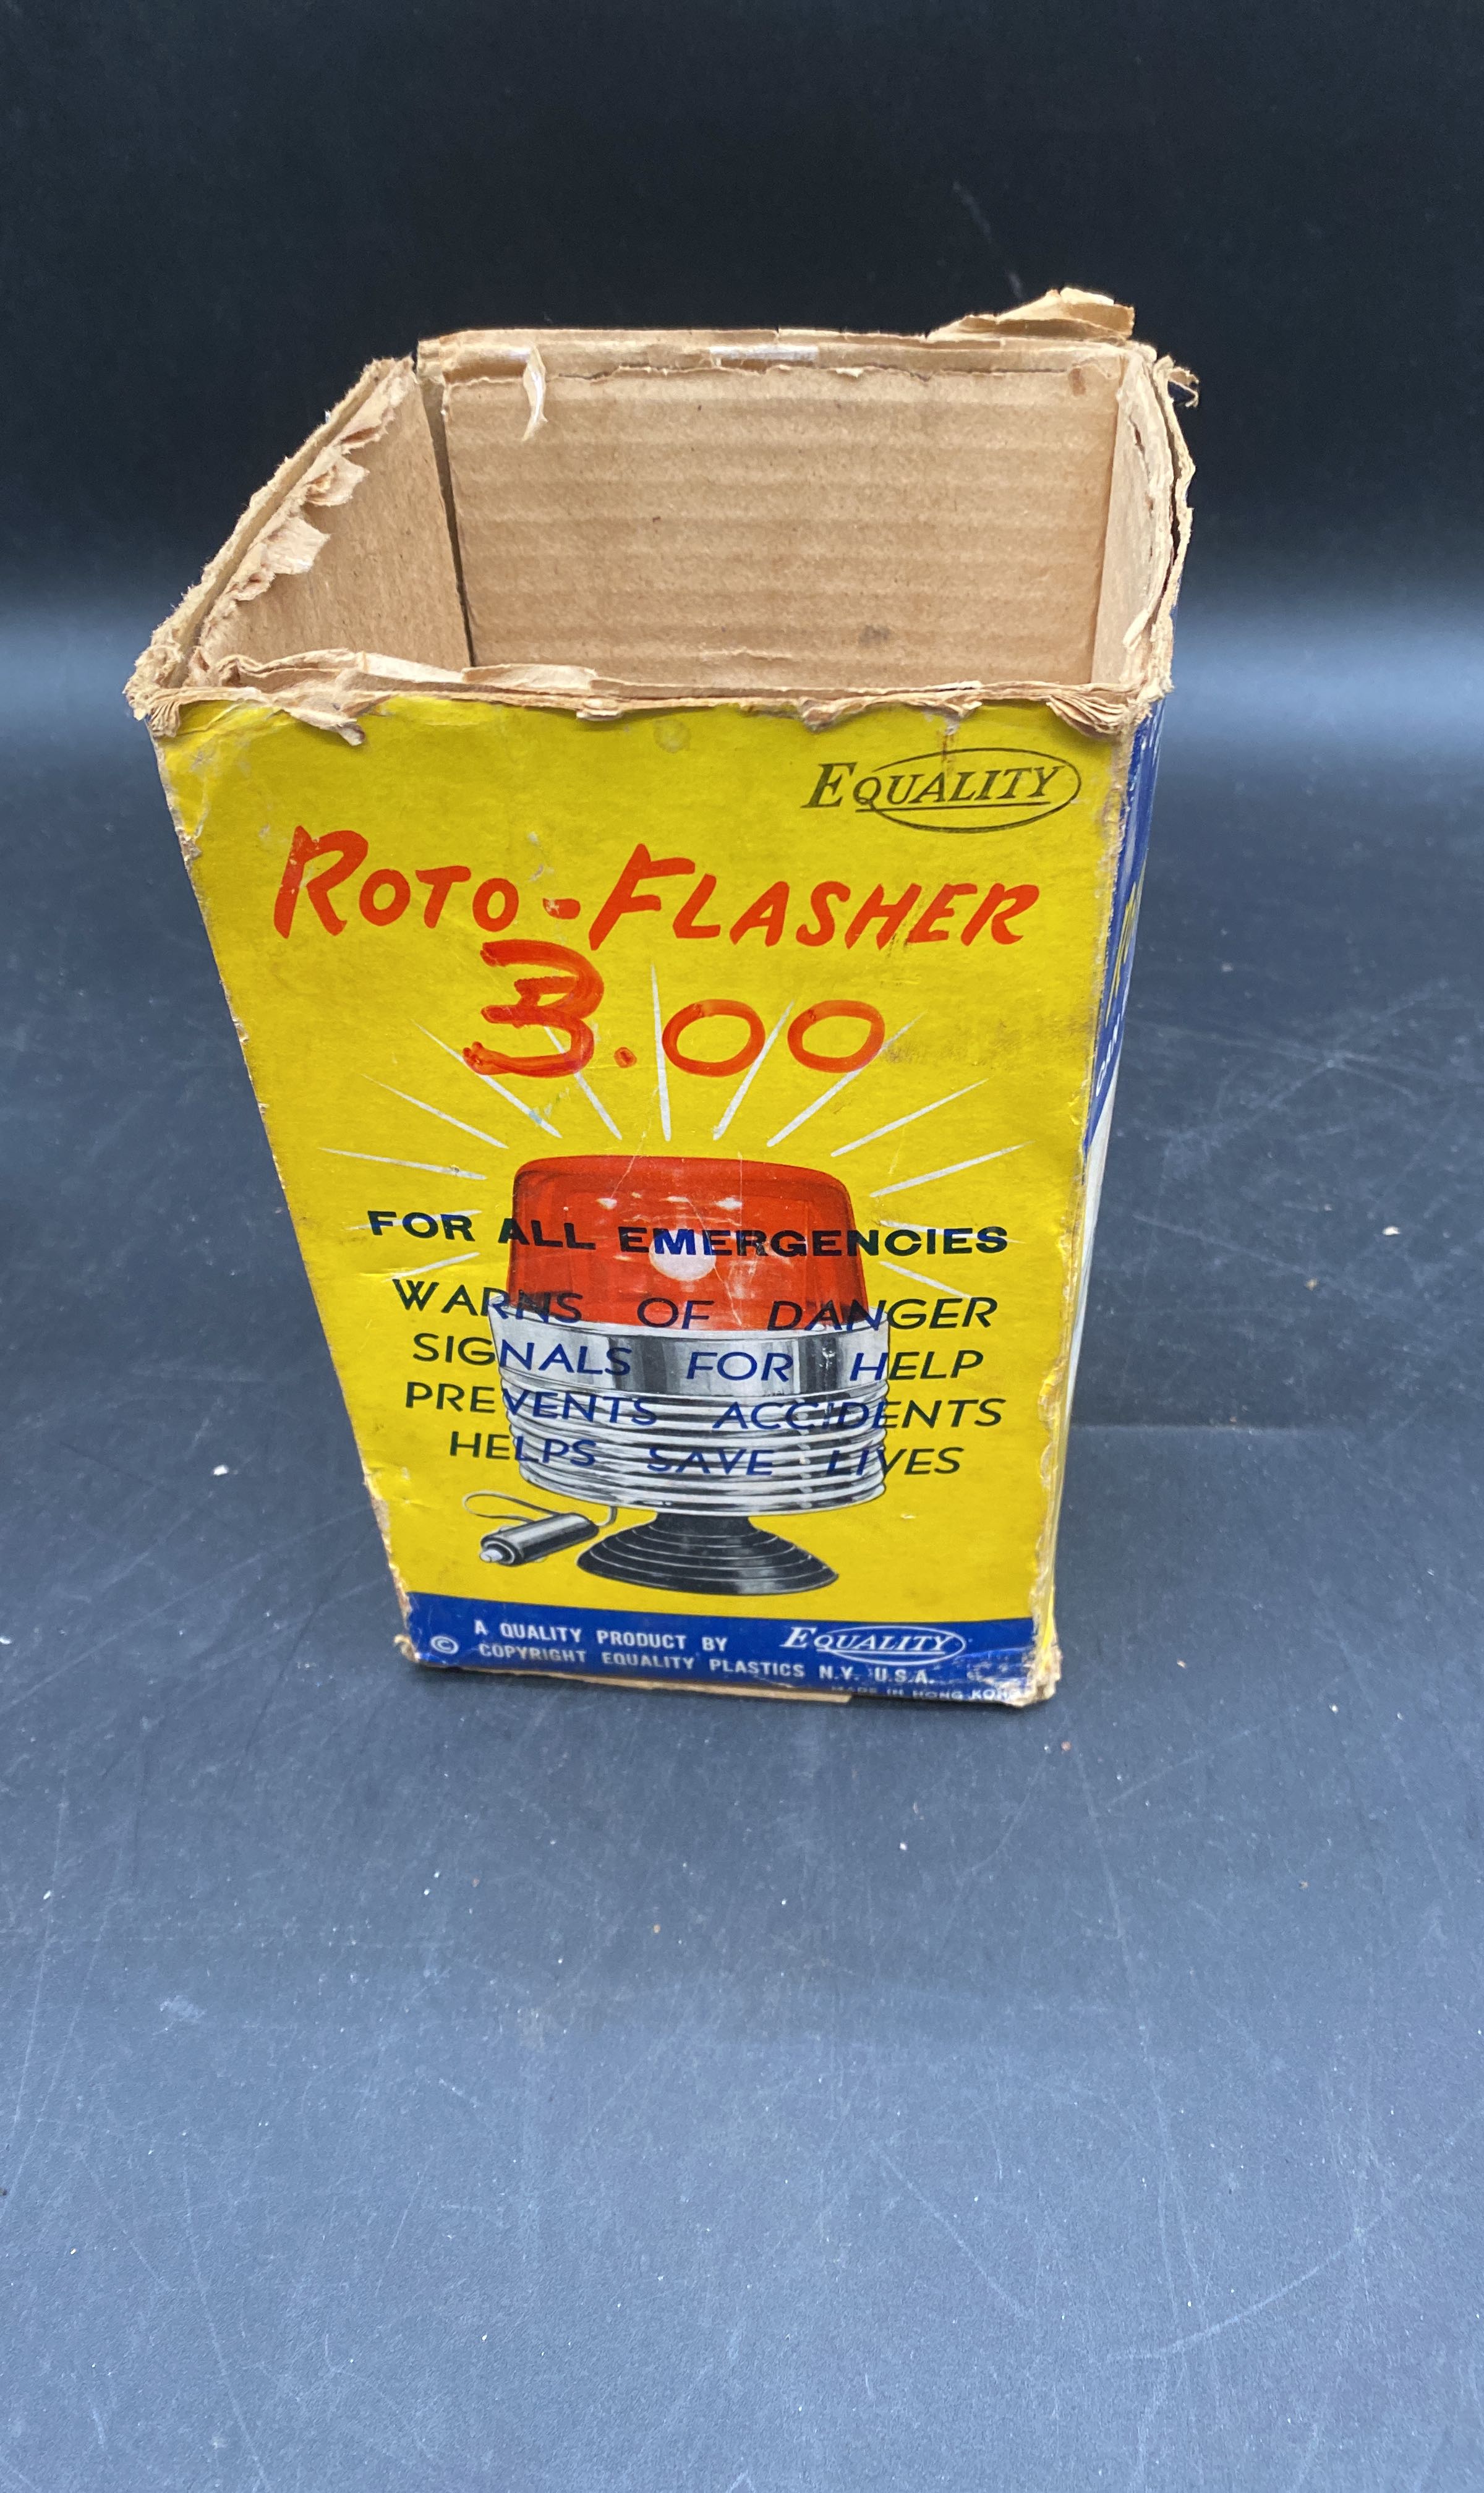 EQUALITY
ROTO-FLASHER
3.00
FOR ALL EMERGENCIES
WARNS OF DANGER
SIGNALS FOR HELP
PREVENTS ACCIDENTS
HELPS SAVE LIVES
A QUALITY PRODUCT BY EQUALITY
© COPYRIGHT EQUALITY PLASTICS N.Y. U.S.A.
MADE IN HONG KONG